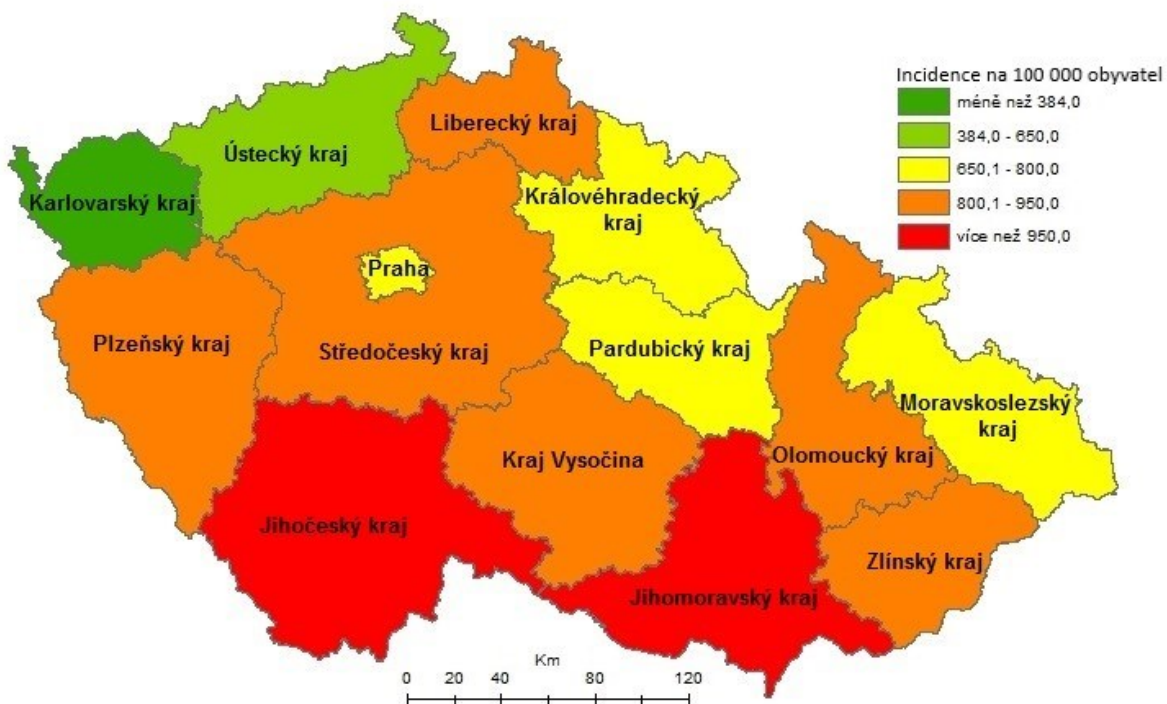 Incidence na 100 000 obyvatel
méně než 384,0
384,0 - 650,0
650,1 - 800,0
800,1 - 950,0
více než 950,0
Liberecký kraj
Ústecký kraj
Karlovarský kraj
Královéhradecký
kraj
Praha
Plzeňský kraj
Středočeský kraj
Pardubický kraj
Moravskoslezský
kraj
Kraj Vysočina
Olomoucký kraj
Jihočeský kraj
Zlínský kraj
Jihomoravský kraj
Km
0 20 40 80 120